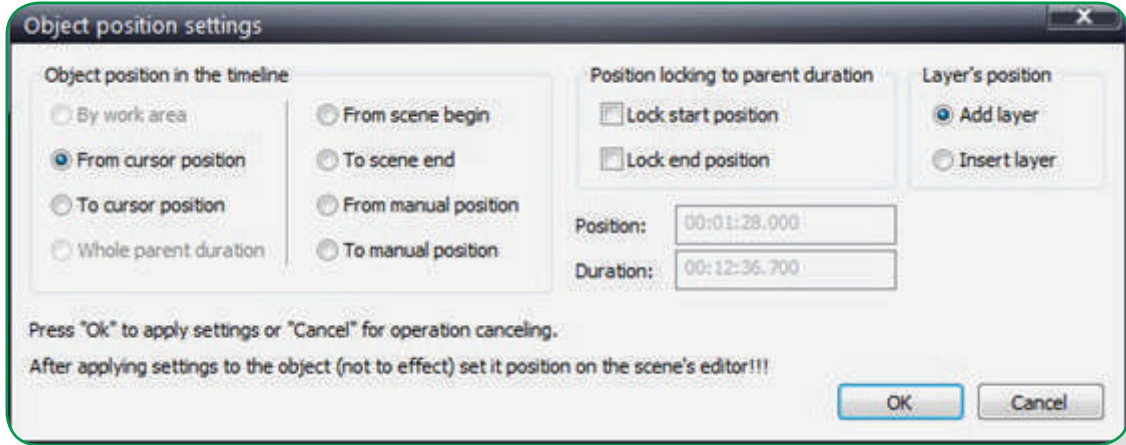 Object position settings
Object position in the timeline
By work area
From cursor position
To cursor position
Whole parent duration
From scene begin
To scene end
From manual position
To manual position
Position locking to parent duration
Lock start position
Lock end position
Layer's position
Add layer
Insert layer
Position: 00:01:28.000
Duration: 00:12:36.700
Press "Ok" to apply settings or "Cancel" for operation canceling.
After applying settings to the object (not to effect) set it position on the scene's editor!!!
OK
Cancel